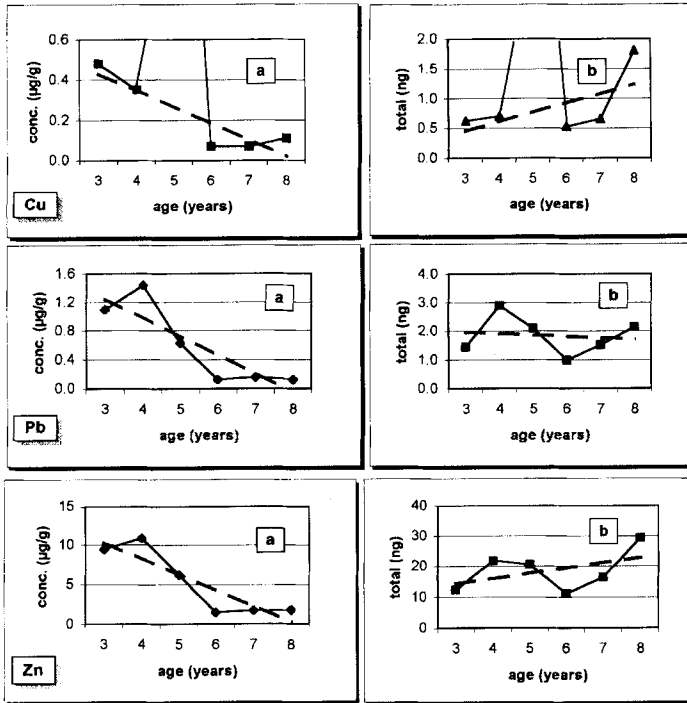 0.6
0.4
0.2
0.0
conc. (µg/g)
a
3 4 5 6 7 8
age (years)
Cu
2.0
1.5
1.0
0.5
0.0
total (ng)
b
3 4 5 6 7 8
age (years)
1.6
1.2
0.8
0.4
0.0
conc. (µg/g)
a
3 4 5 6 7 8
age (years)
Pb
4.0
3.0
2.0
1.0
0.0
total (ng)
b
3 4 5 6 7 8
age (years)
15
10
5
0
conc. (µg/g)
a
3 4 5 6 7 8
age (years)
Zn
40
30
20
10
0
total (ng)
b
3 4 5 6 7 8
age (years)